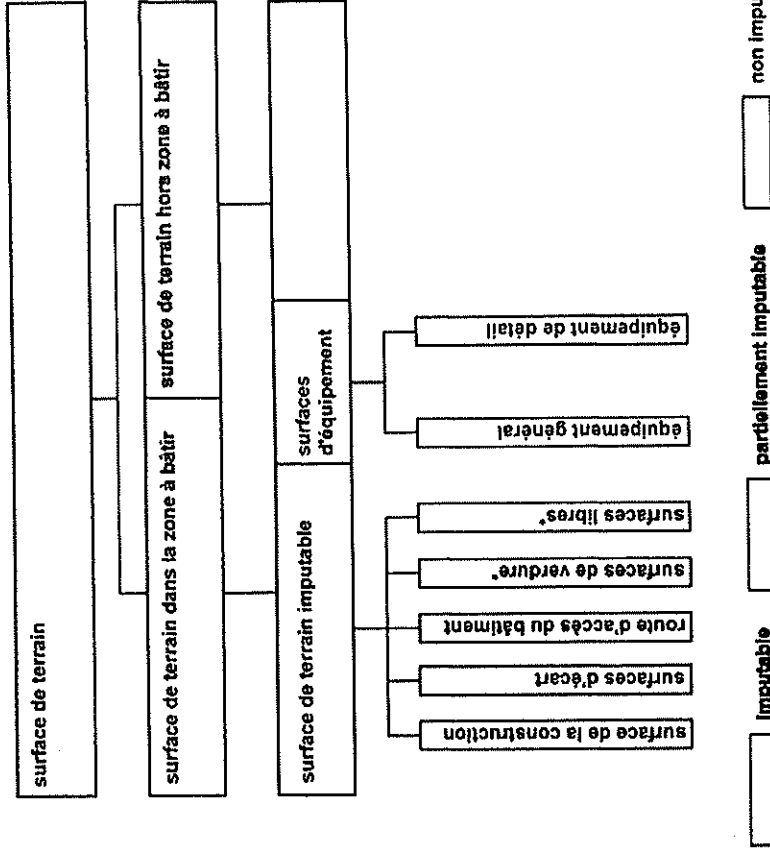 surface de terrain
surface de terrain dans la zone à bâtir
surface de terrain hors zone à bâtir
surface de terrain imputable
surfaces
d'équipement
surface de la construction
surfaces d'écart
route d'accès du bâtiment
surfaces de verdure*
surfaces libres*
équipement général
équipement de détail
imputable
partiellement imputable
non impu